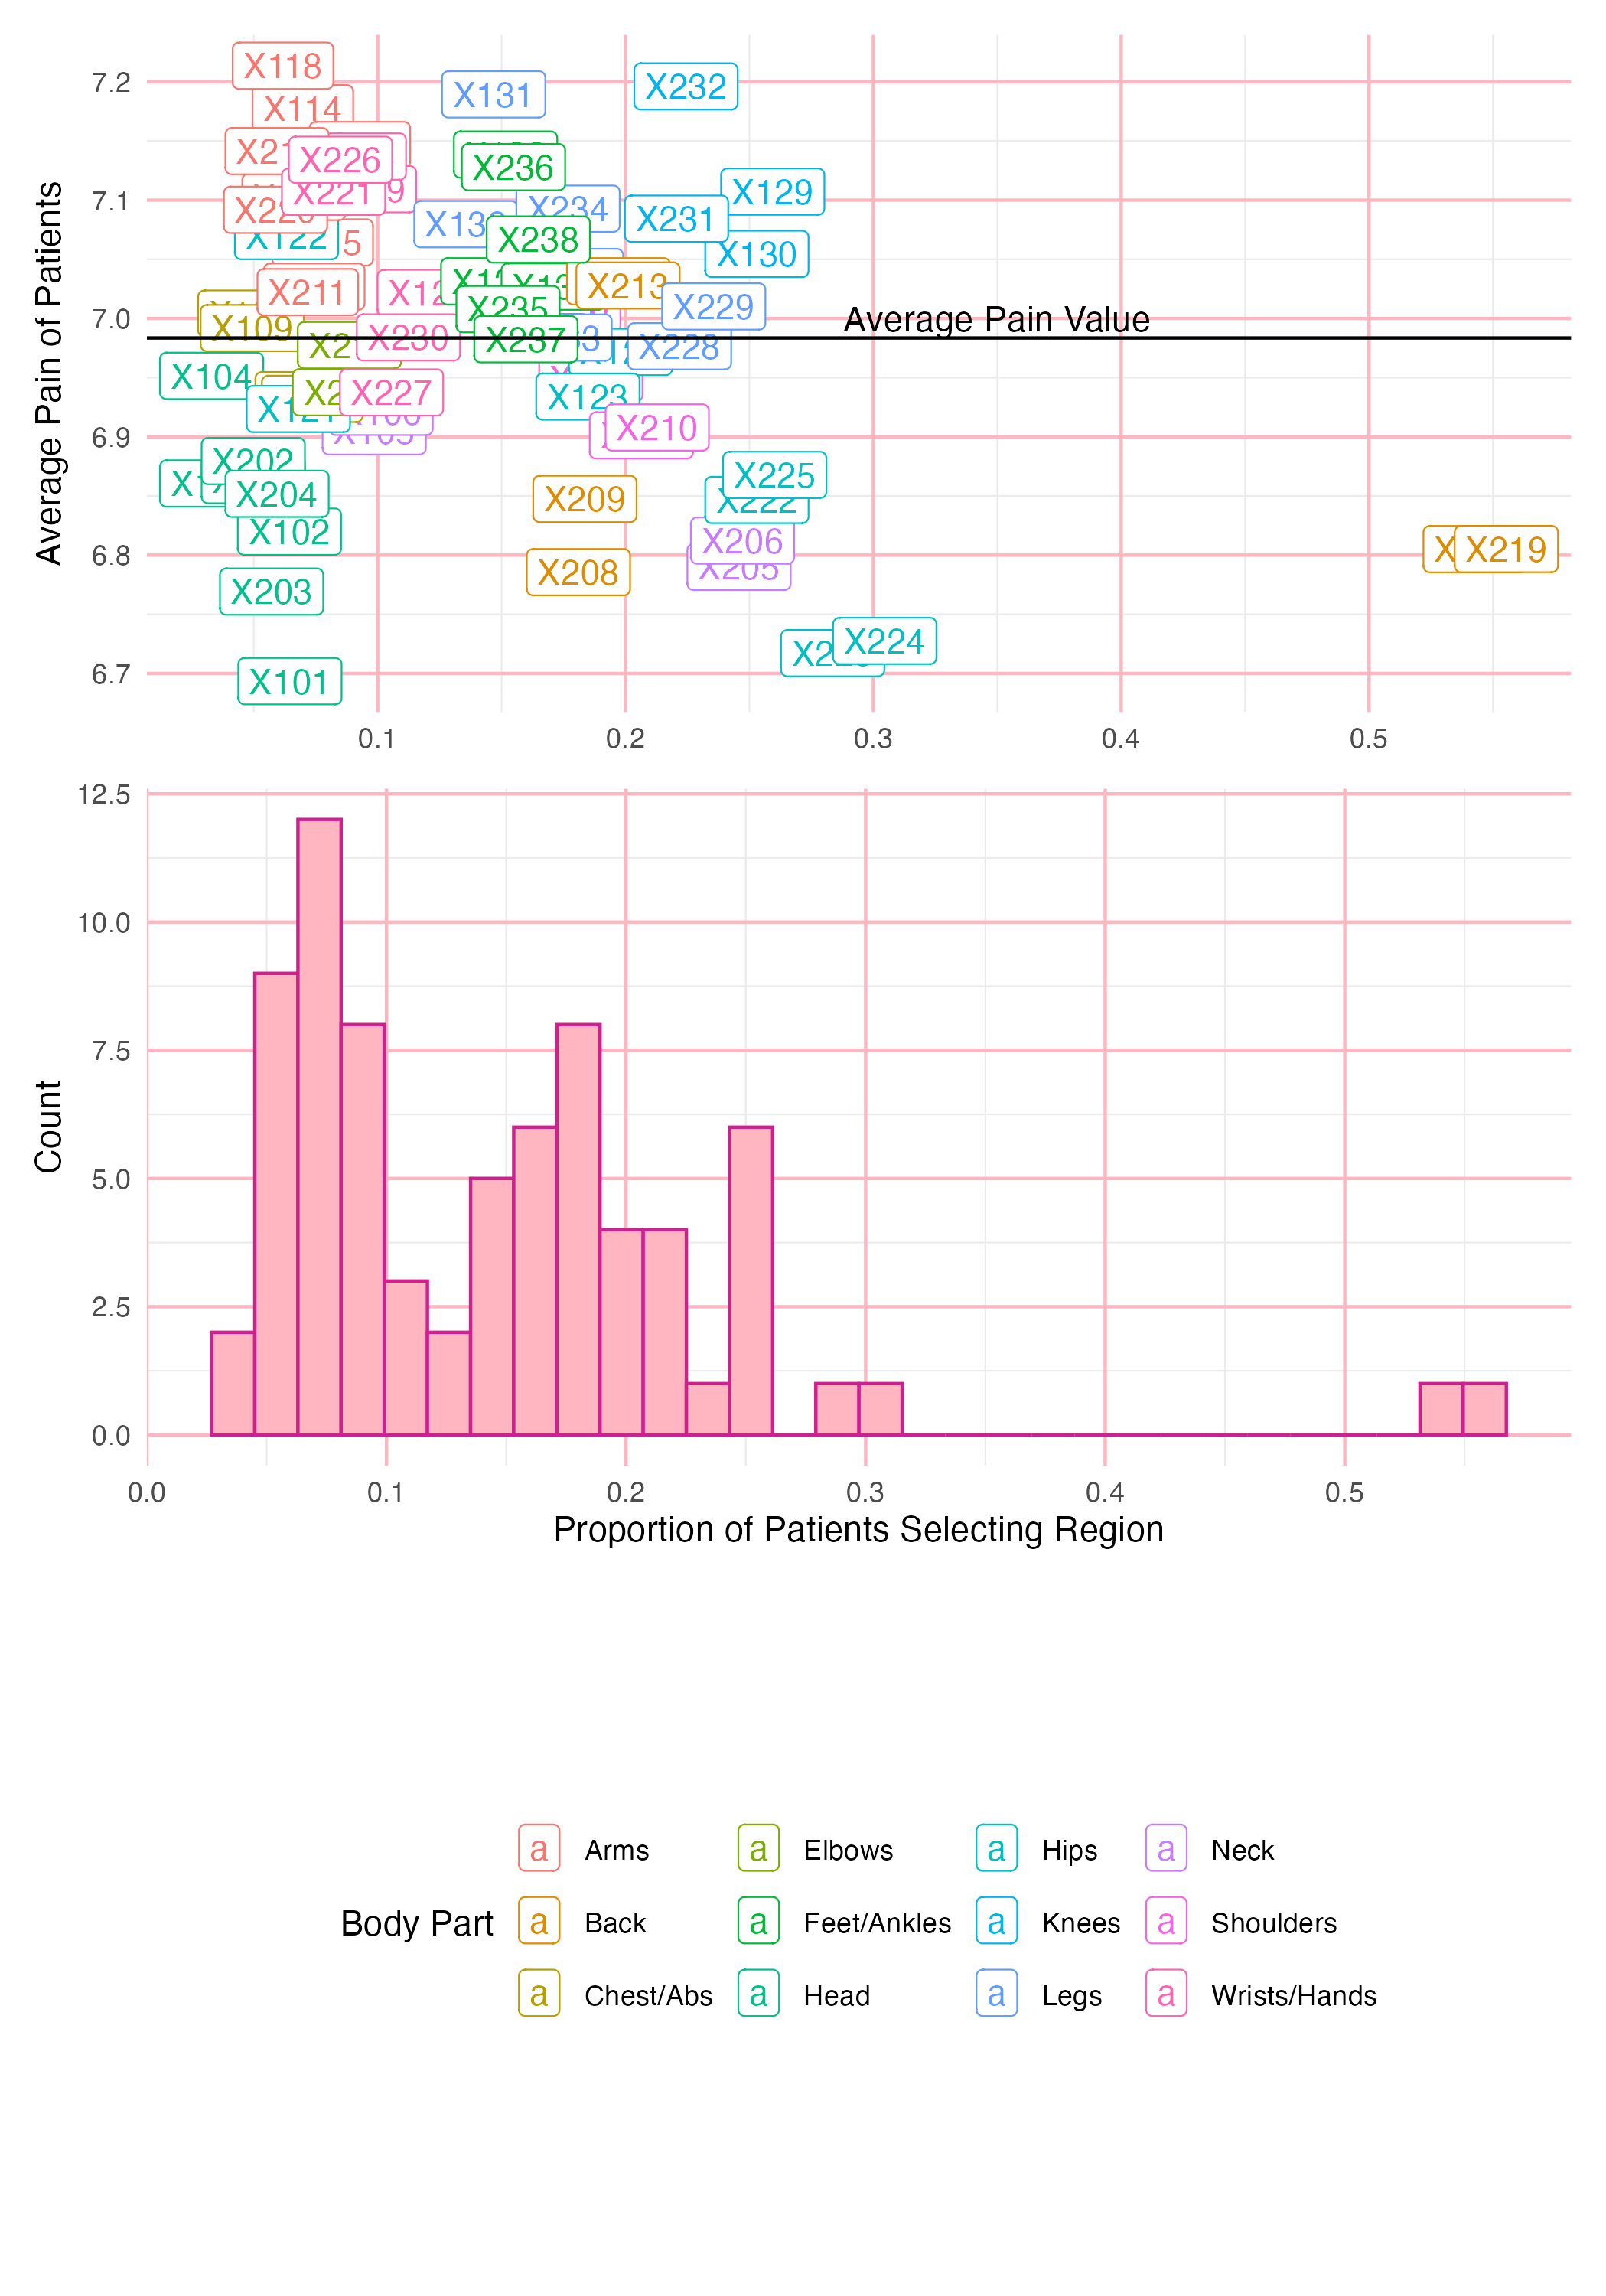 X118
X232
7.2
X131
X114
X226
X236
X221
X129
7.1
X234
X231
X238
X122
X130
X211
X213
X235
X229
7.0
Average Pain Value
X109
X230
X237
X228
X104
X227
X123
X210
6.9
X202
X225
X204
X222
X209
X102
X206
X205
6.8
X219
X208
X203
X224
X101
6.7
Average Pain of Patients
0.1 0.2 0.3 0.4 0.5
12.5
10.0
7.5
5.0
2.5
0.0
Count
0.0 0.1 0.2 0.3 0.4 0.5
Proportion of Patients Selecting Region
Body Part
a Arms a Elbows a Hips a Neck
a Back a Feet/Ankles a Knees a Shoulders
a Chest/Abs a Head a Legs a Wrists/Hands